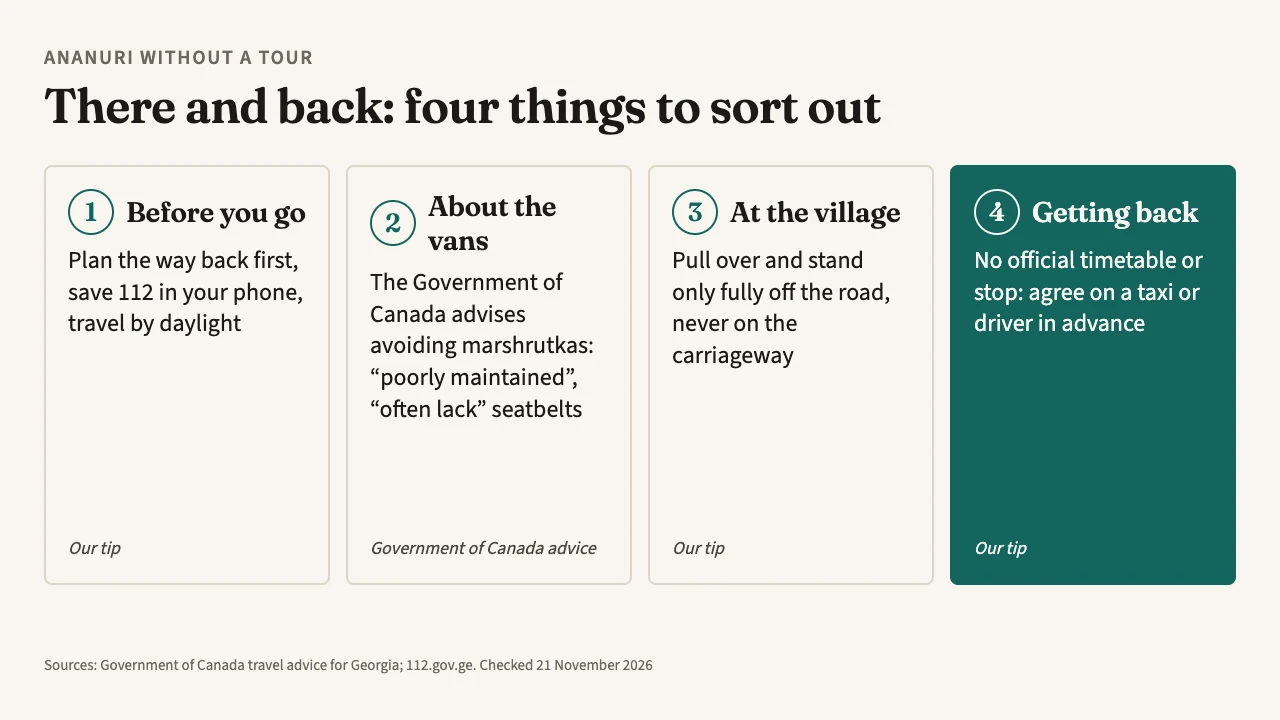 ANANURI WITHOUT A TOUR
There and back: four things to sort out
1 Before you go
Plan the way back first,
save 112 in your phone,
travel by daylight
Our tip
2 About the
vans
The Government of
Canada advises
avoiding marshrutkas:
“poorly maintained”,
“often lack” seatbelts
Government of Canada advice
3 At the village
Pull over and stand
only fully off the road,
never on the
carriageway
Our tip
4 Getting back
No official timetable or
stop: agree on a taxi or
driver in advance
Our tip
Sources: Government of Canada travel advice for Georgia; 112.gov.ge. Checked 21 November 2026